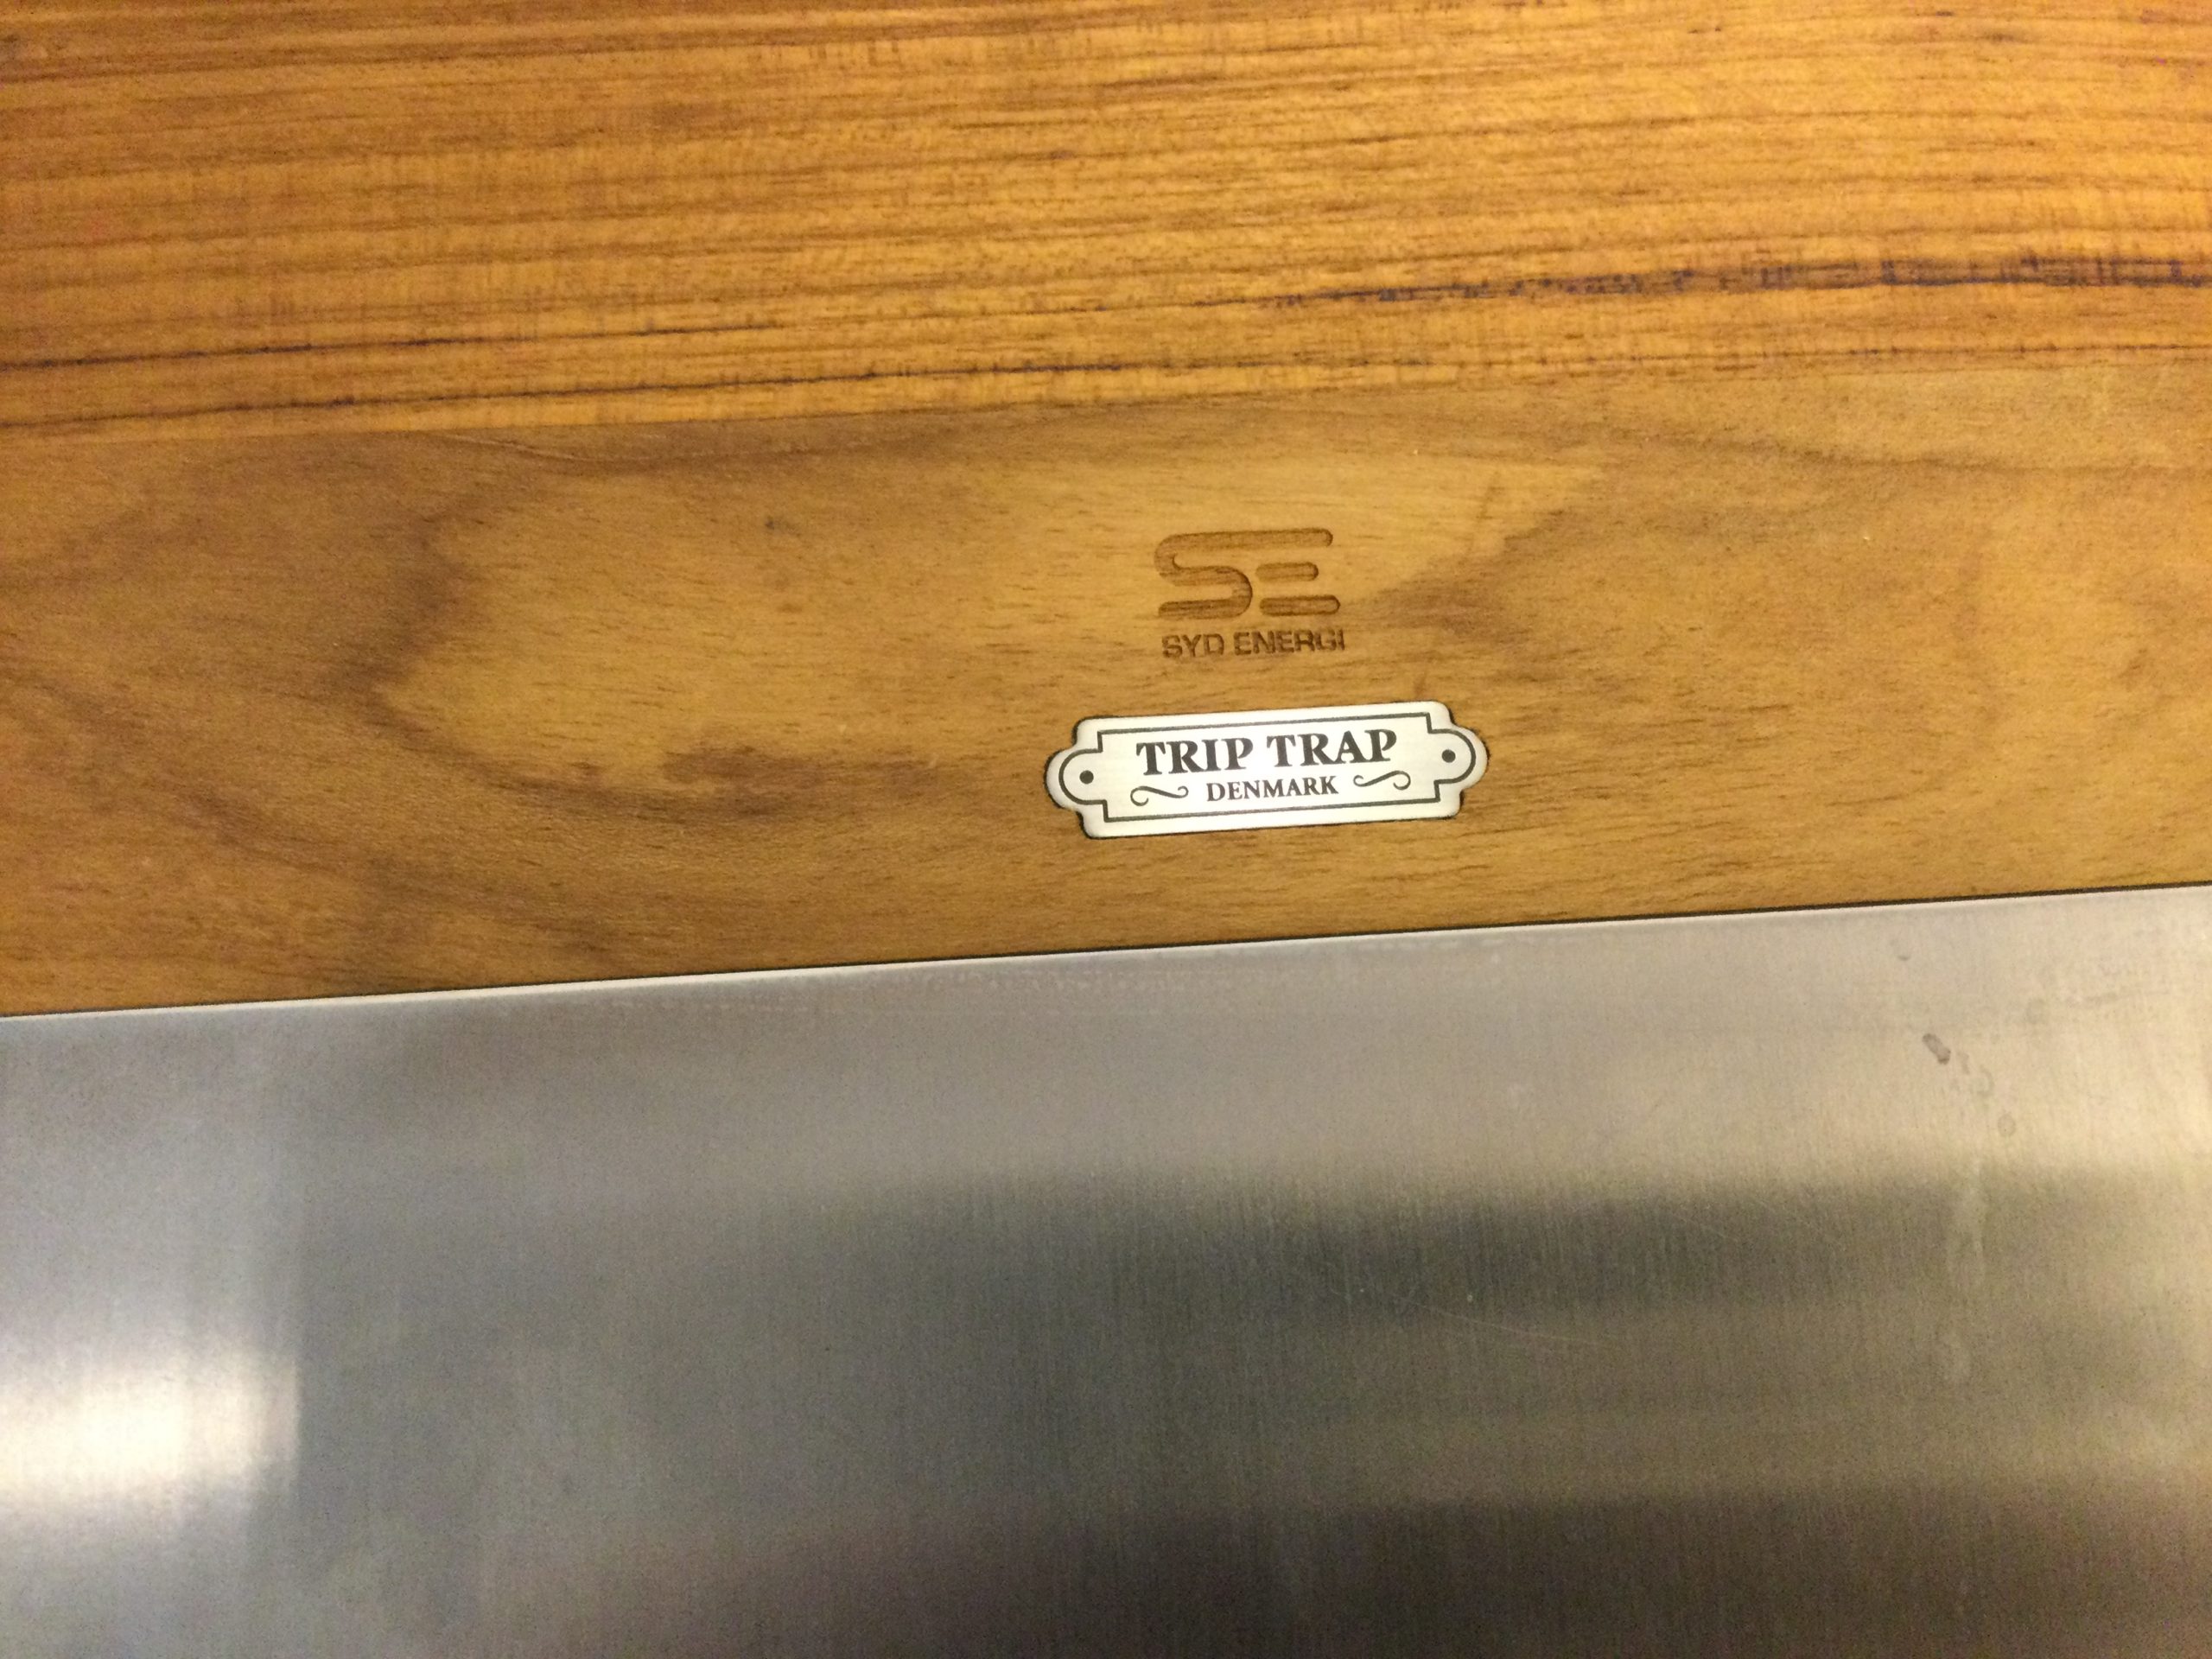 SE
SYD ENERGI
TRIP TRAP
DENMARK